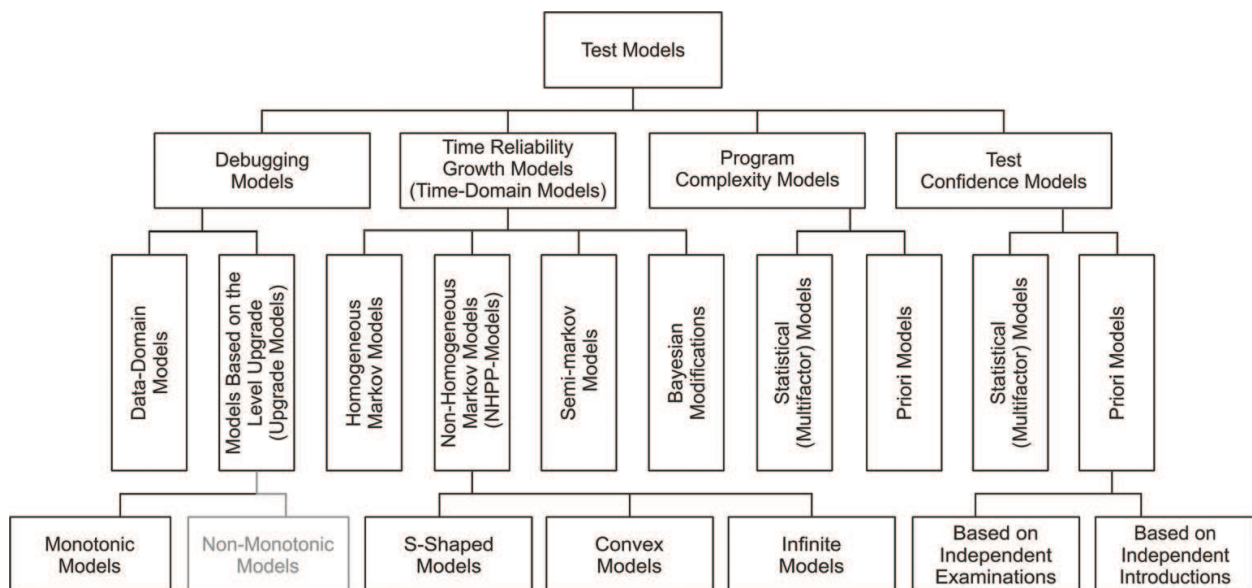 Test Models
Debugging
Models
Time Reliability
Growth Models
(Time-Domain Models)
Program
Complexity Models
Test
Confidence Models
Data-Domain
Models
Models Based on the
Level Upgrade
(Upgrade Models)
Homogeneous
Markov Models
Non-Homogeneous
Markov Models
(NHPP-Models)
Semi-markov
Models
Bayesian
Modifications
Statistical
(Multifactor) Models
Priori Models
Statistical
(Multifactor) Models
Priori Models
Monotonic
Models
Non-Monotonic
Models
S-Shaped
Models
Convex
Models
Infinite
Models
Based on
Independent
Examinations
Based on
Independent
Introductions